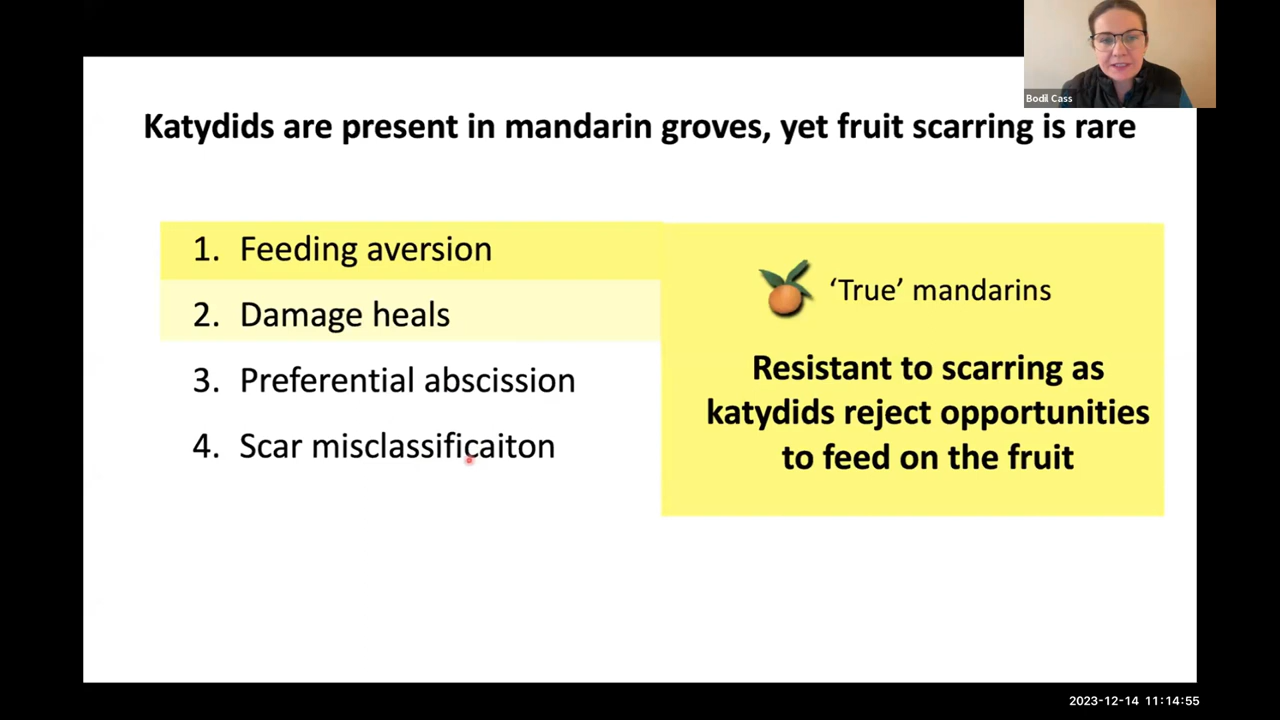 Bodil Cass
Katydids are present in mandarin groves, yet fruit scarring is rare
1. Feeding aversion
2. Damage heals
3. Preferential abscission
4. Scar misclassificaiton
‘True’ mandarins
Resistant to scarring as
katydids reject opportunities
to feed on the fruit
2023-12-14 11:14:55